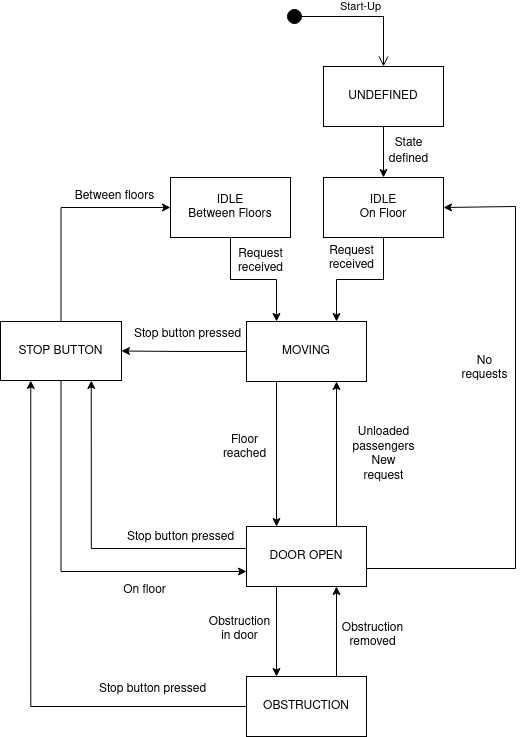 Start-Up
UNDEFINED
State
defined
Between floors
IDLE
Between Floors
IDLE
On Floor
Request
received
Request
received
Stop button pressed
STOP BUTTON
MOVING
No
requests
Floor
reached
Unloaded
passengers
New
request
Stop button pressed
DOOR OPEN
On floor
Obstruction
in door
Obstruction
removed
Stop button pressed
OBSTRUCTION